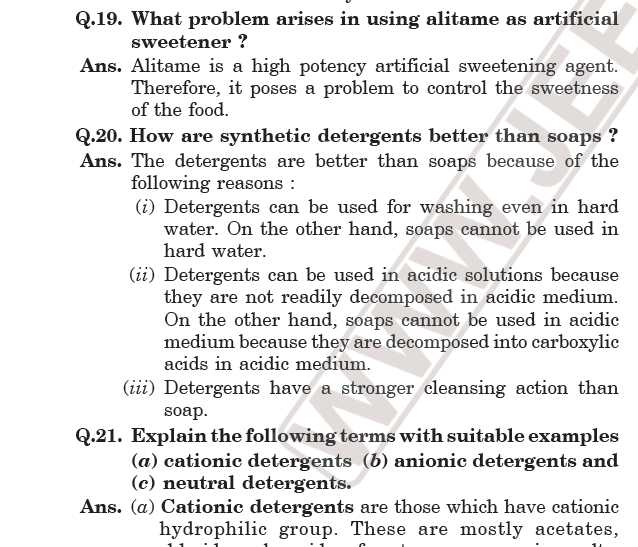 Q.19. What problem arises in using alitame as artificial
sweetener ?
Ans. Alitame is a high potency artificial sweetening agent.
Therefore, it poses a problem to control the sweetness
of the food.
Q.20. How are synthetic detergents better than soaps ?
Ans. The detergents are better than soaps because of the
following reasons :
(i) Detergents can be used for washing even in hard
water. On the other hand, soaps cannot be used in
hard water.
(ii) Detergents can be used in acidic solutions because
they are not readily decomposed in acidic medium.
On the other hand, soaps cannot be used in acidic
medium because they are decomposed into carboxylic
acids in acidic medium.
(iii) Detergents have a stronger cleansing action than
soap.
Q.21. Explain the following terms with suitable examples
(a) cationic detergents (b) anionic detergents and
(c) neutral detergents.
Ans. (a) Cationic detergents are those which have cationic
hydrophilic group. These are mostly acetates,
WWW.JEE